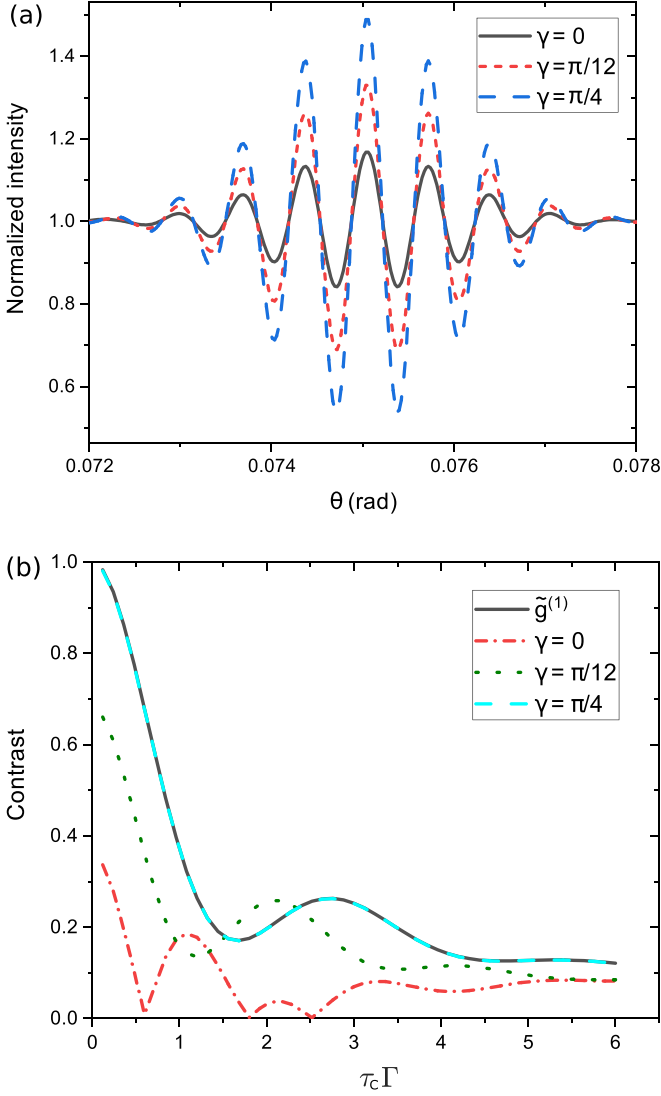 (a)
γ = 0
γ = π/12
γ = π/4
1.4
1.2
1.0
0.8
0.6
Normalized intensity
0.072 0.074 0.076 0.078
θ (rad)
(b)
g̃⁽¹⁾
γ = 0
γ = π/12
γ = π/4
1.0
0.8
0.6
0.4
0.2
0.0
Contrast
0 1 2 3 4 5 6
τcΓ